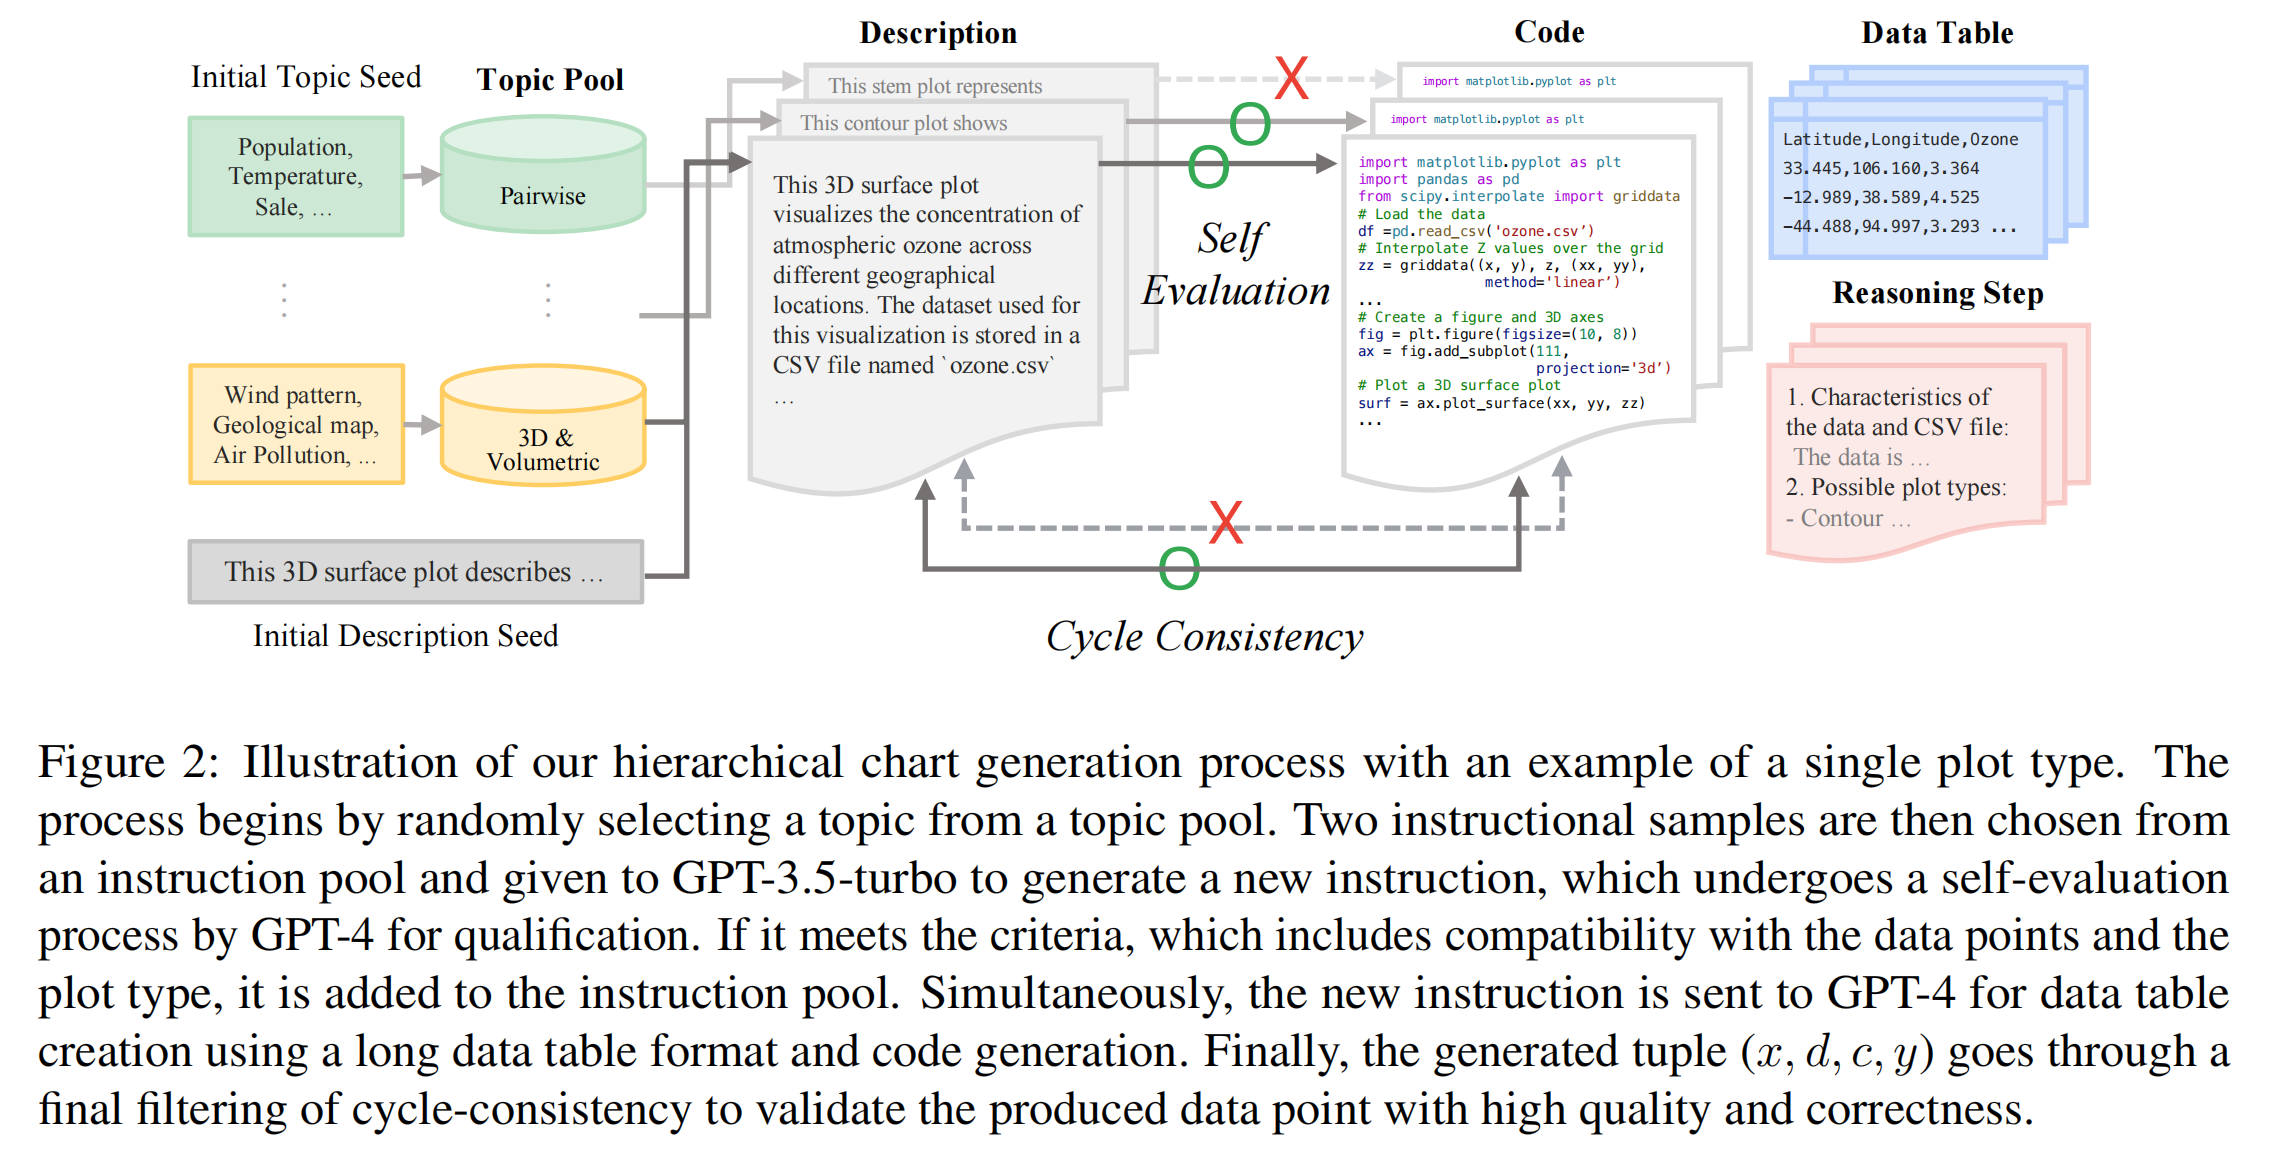 Description
Code
Data Table
Initial Topic Seed
Topic Pool
Population,
Temperature,
Sale, ...
Pairwise
Wind pattern,
Geological map,
Air Pollution, ...
3D &
Volumetric
This 3D surface plot describes ...
Initial Description Seed
This stem plot represents
This contour plot shows
This 3D surface plot
visualizes the concentration of
atmospheric ozone across
different geographical
locations. The dataset used for
this visualization is stored in a
CSV file named `ozone.csv`
...
X
O
O
Self
Evaluation
X
O
Cycle Consistency
import matplotlib.pyplot as plt
import matplotlib.pyplot as plt
import matplotlib.pyplot as plt
import pandas as pd
from scipy.interpolate import griddata
# Load the data
df =pd.read_csv('ozone.csv’)
# Interpolate Z values over the grid
zz = griddata((x, y), z, (xx, yy),
method='linear’)
...
# Create a figure and 3D axes
fig = plt.figure(figsize=(10, 8))
ax = fig.add_subplot(111,
projection='3d’)
# Plot a 3D surface plot
surf = ax.plot_surface(xx, yy, zz)
...
Latitude,Longitude,Ozone
33.445,106.160,3.364
−12.989,38.589,4.525
−44.488,94.997,3.293 ...
Reasoning Step
1. Characteristics of
the data and CSV file:
The data is ...
2. Possible plot types:
- Contour ...
Figure 2: Illustration of our hierarchical chart generation process with an example of a single plot type. The
process begins by randomly selecting a topic from a topic pool. Two instructional samples are then chosen from
an instruction pool and given to GPT-3.5-turbo to generate a new instruction, which undergoes a self-evaluation
process by GPT-4 for qualification. If it meets the criteria, which includes compatibility with the data points and the
plot type, it is added to the instruction pool. Simultaneously, the new instruction is sent to GPT-4 for data table
creation using a long data table format and code generation. Finally, the generated tuple (x, d, c, y) goes through a
final filtering of cycle-consistency to validate the produced data point with high quality and correctness.